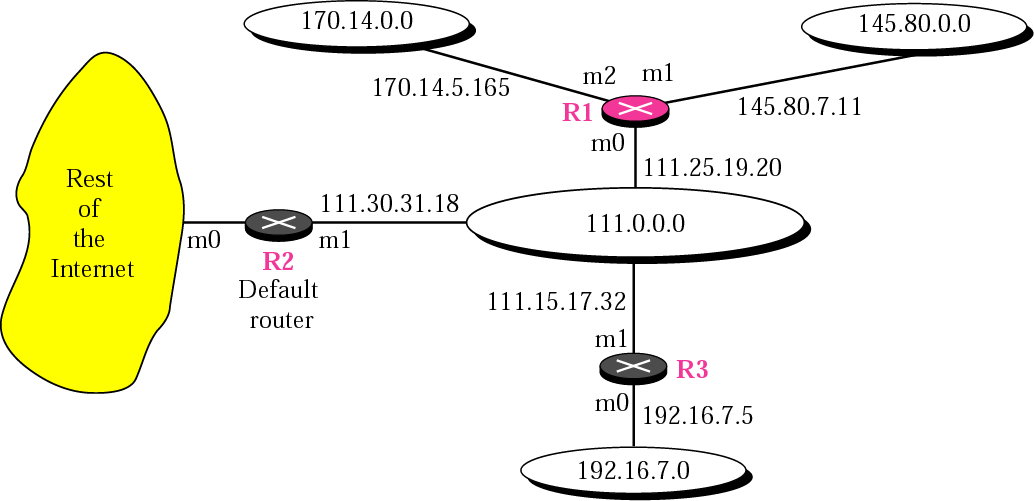 170.14.0.0
145.80.0.0
m2
m1
170.14.5.165
R1
145.80.7.11
m0
111.25.19.20
Rest
of
the
Internet
111.30.31.18
111.0.0.0
m0
m1
R2
Default
router
111.15.17.32
m1
R3
m0
192.16.7.5
192.16.7.0